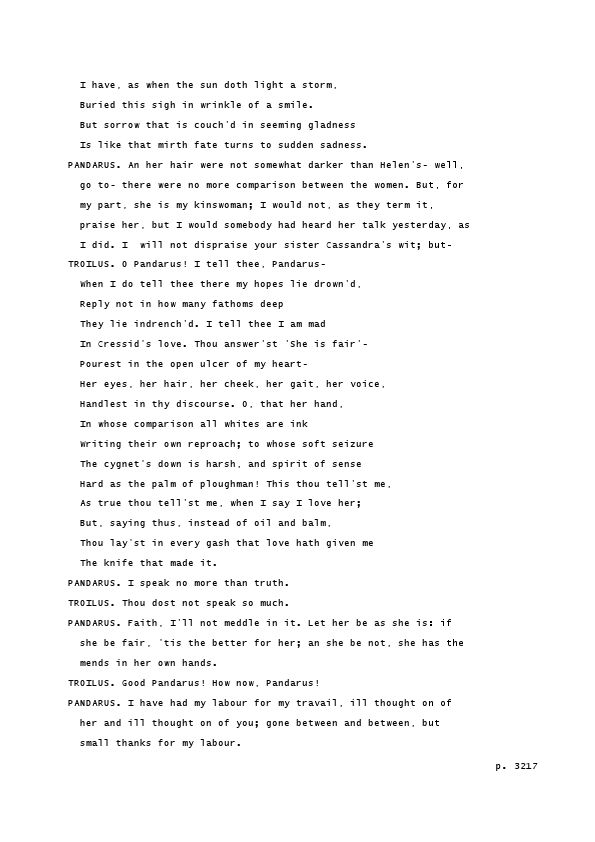 I have, as when the sun doth light a storm,
Buried this sigh in wrinkle of a smile.
But sorrow that is couch'd in seeming gladness
Is like that mirth fate turns to sudden sadness.
PANDARUS. An her hair were not somewhat darker than Helen's- well,
go to- there were no more comparison between the women. But, for
my part, she is my kinswoman; I would not, as they term it,
praise her, but I would somebody had heard her talk yesterday, as
I did. I  will not dispraise your sister Cassandra's wit; but-
TROILUS. O Pandarus! I tell thee, Pandarus-
When I do tell thee there my hopes lie drown'd,
Reply not in how many fathoms deep
They lie indrench'd. I tell thee I am mad
In Cressid's love. Thou answer'st 'She is fair'-
Pourest in the open ulcer of my heart-
Her eyes, her hair, her cheek, her gait, her voice,
Handlest in thy discourse. O, that her hand,
In whose comparison all whites are ink
Writing their own reproach; to whose soft seizure
The cygnet's down is harsh, and spirit of sense
Hard as the palm of ploughman! This thou tell'st me,
As true thou tell'st me, when I say I love her;
But, saying thus, instead of oil and balm,
Thou lay'st in every gash that love hath given me
The knife that made it.
PANDARUS. I speak no more than truth.
TROILUS. Thou dost not speak so much.
PANDARUS. Faith, I'll not meddle in it. Let her be as she is: if
she be fair, 'tis the better for her; an she be not, she has the
mends in her own hands.
TROILUS. Good Pandarus! How now, Pandarus!
PANDARUS. I have had my labour for my travail, ill thought on of
her and ill thought on of you; gone between and between, but
small thanks for my labour.
p. 3217